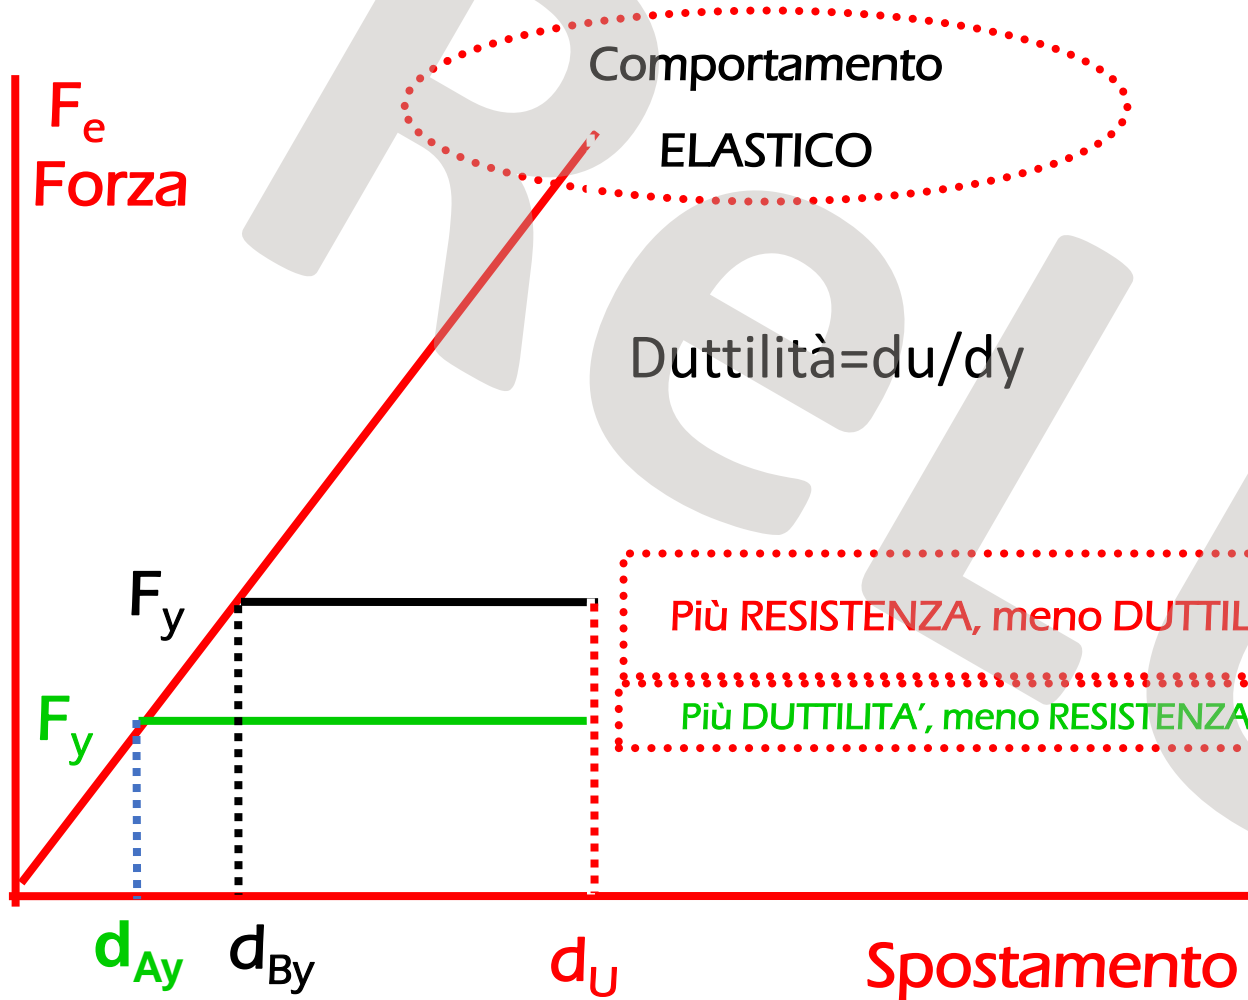 Comportamento
ELASTICO
Fe
Forza
Duttilità=du/dy
Fy
Più RESISTENZA, meno DUTTIL
Fy
Più DUTTILITA’, meno RESISTENZA
dAy
dBy
dU
Spostamento